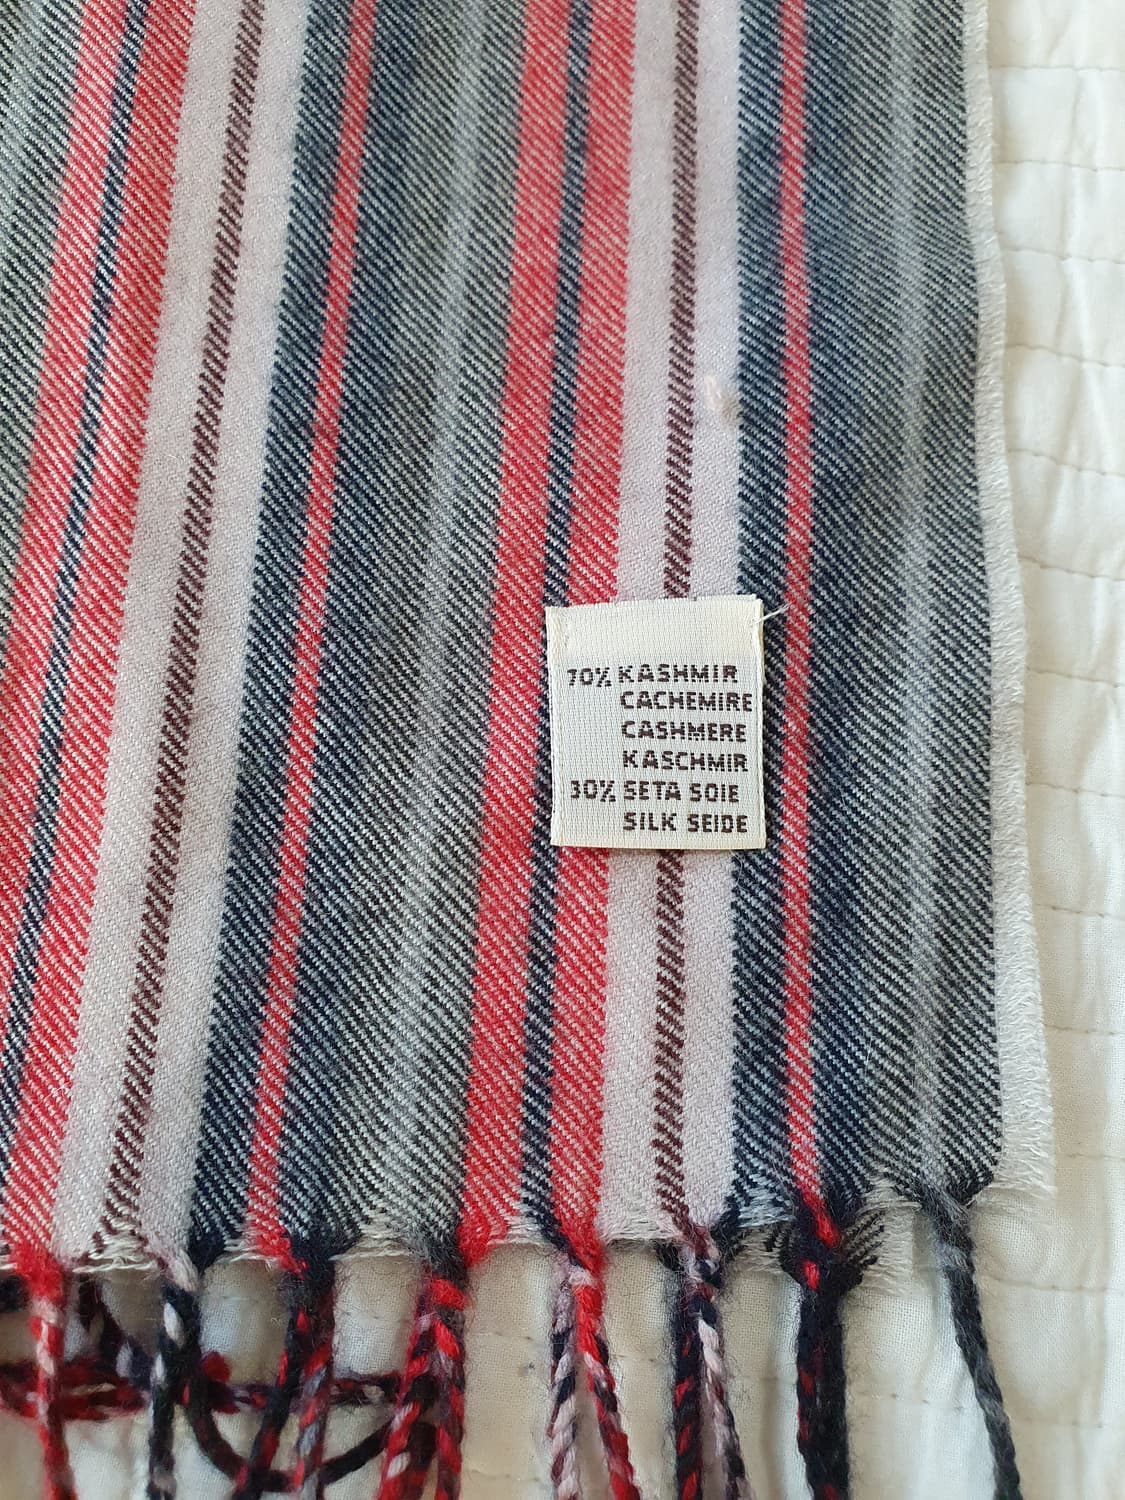 70% KASHMIR
CACHEMIRE
CASHMERE
KASCHMIR
30% SETA SOIE
SILK SEIDE